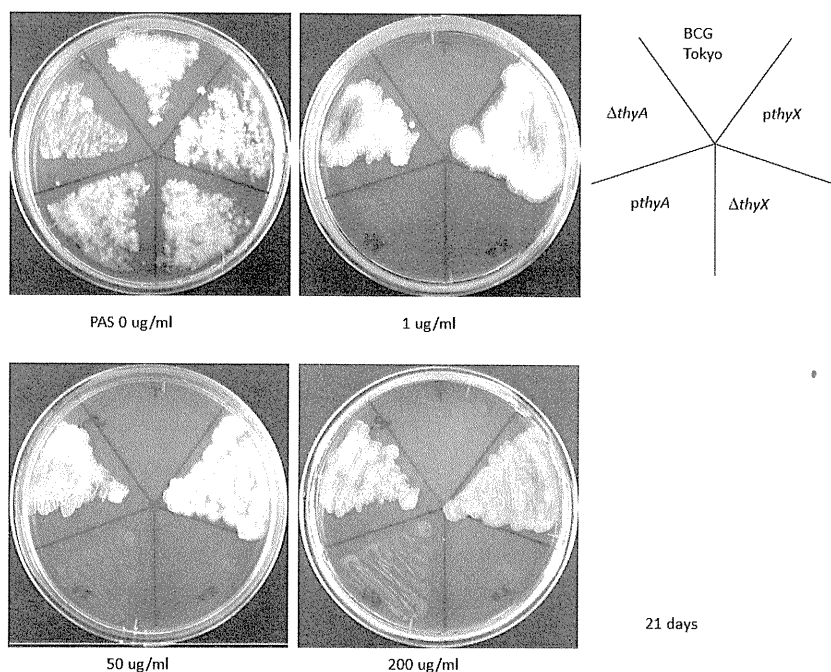 BCG
Tokyo
ΔthyA
pthyX
pthyA
ΔthyX
PAS 0 ug/ml
1 ug/ml
50 ug/ml
200 ug/ml
21 days